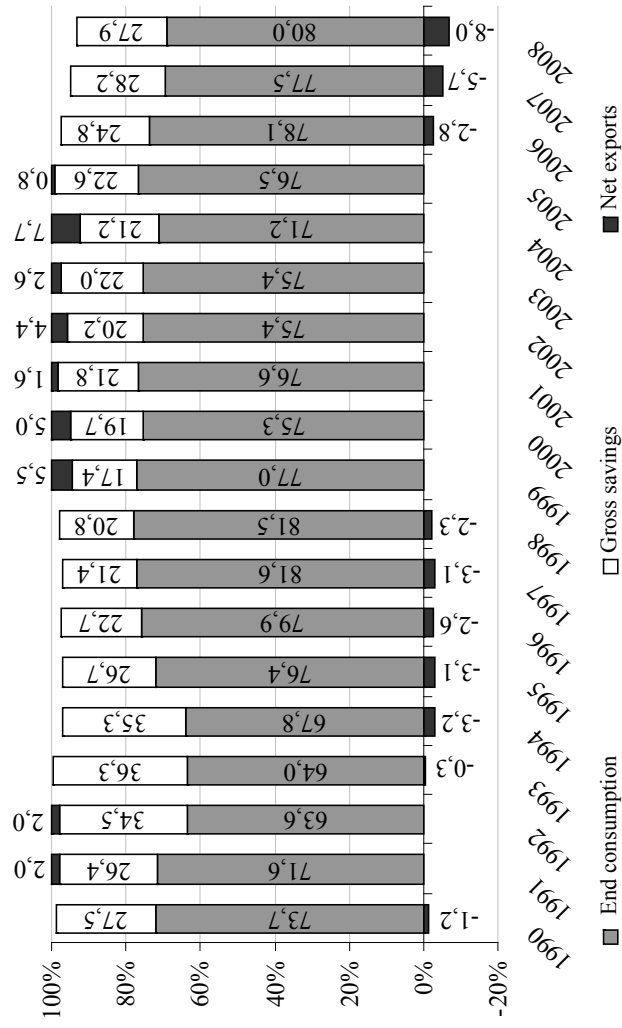 100%
80%
60%
40%
20%
0%
-20%
2,0 2,0 5,5 5,0 1,6 4,4 2,6 7,7 0,8
27,5 26,4 34,5 36,3 35,3 26,7 22,7 21,4 20,8 17,4 19,7 21,8 20,2 22,0 21,2 22,6 24,8 28,2 27,9
73,7 71,6 63,6 64,0 67,8 76,4 79,9 81,6 81,5 77,0 75,3 76,6 75,4 75,4 71,2 76,5 78,1 77,5 80,0
-1,2 -0,3 -3,2 -3,1 -2,6 -3,1 -2,3 -2,8 -5,7 -8,0
1990 1991 1992 1993 1994 1995 1996 1997 1998 1999 2000 2001 2002 2003 2004 2005 2006 2007 2008
End consumption Gross savings Net exports